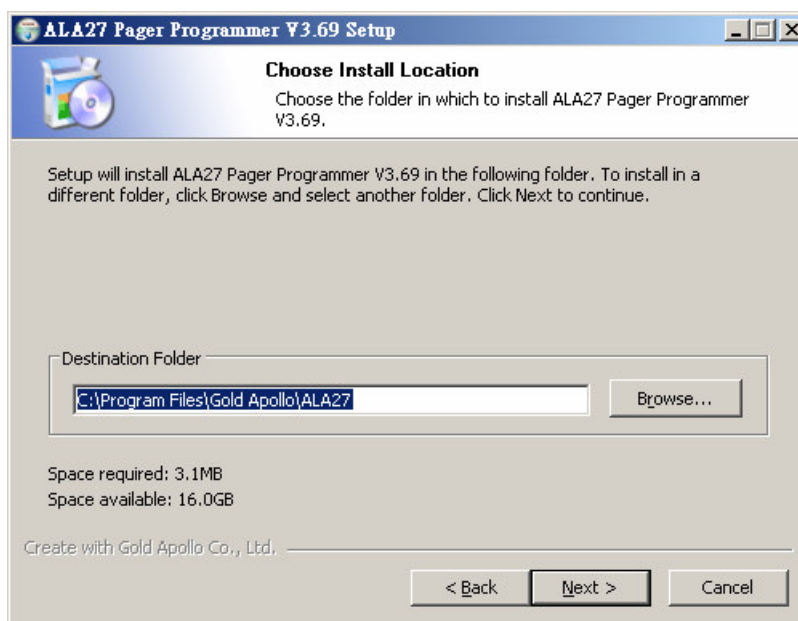 ALA27 Pager Programmer V3.69 Setup
Choose Install Location
Choose the folder in which to install ALA27 Pager Programmer
V3.69.
Setup will install ALA27 Pager Programmer V3.69 in the following folder. To install in a
different folder, click Browse and select another folder. Click Next to continue.
Destination Folder
C:\Program Files\Gold Apollo\ALA27
Browse...
Space required: 3.1MB
Space available: 16.0GB
Create with Gold Apollo Co., Ltd.
< Back
Next >
Cancel